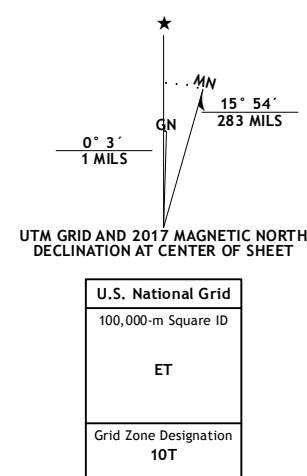 ★
MN
GN
15° 54´
283 MILS
0° 3´
1 MILS
UTM GRID AND 2017 MAGNETIC NORTH
DECLINATION AT CENTER OF SHEET
U.S. National Grid
100,000-m Square ID
ET
Grid Zone Designation
10T